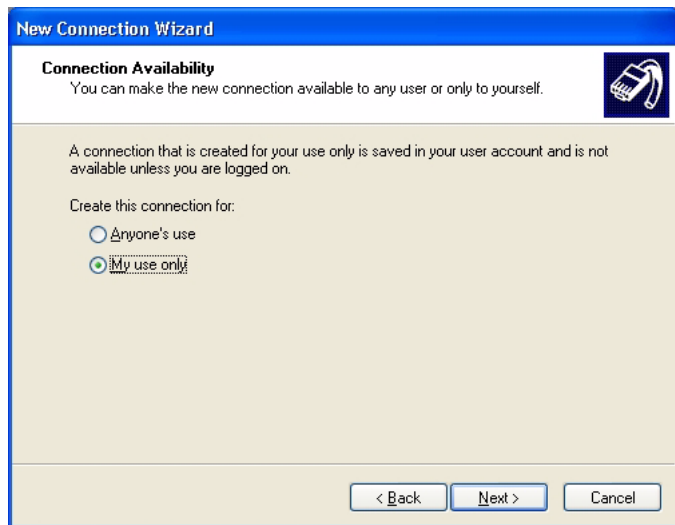 New Connection Wizard
Connection Availability
You can make the new connection available to any user or only to yourself.
A connection that is created for your use only is saved in your user account and is not
available unless you are logged on.
Create this connection for:
Anyone's use
My use only
< Back
Next >
Cancel